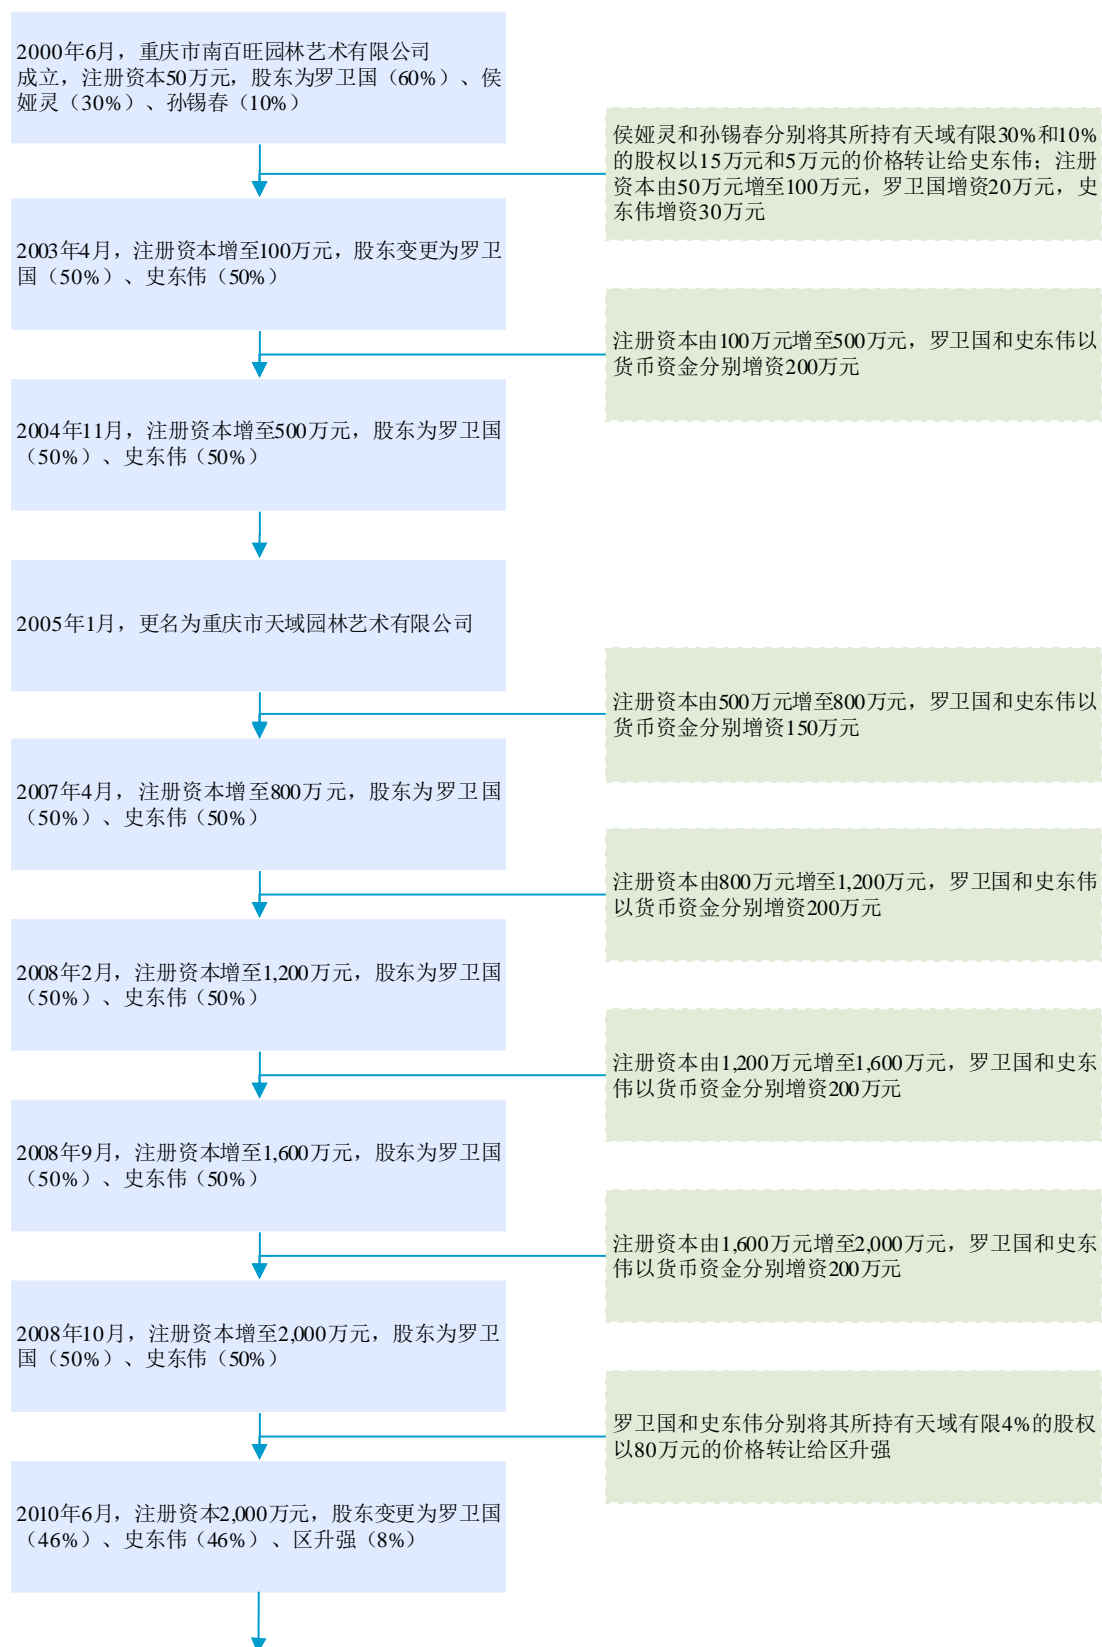 2000年6月，重庆市南百旺园林艺术有限公司
成立，注册资本50万元，股东为罗卫国（60%）、侯
娅灵（30%）、孙锡春（10%）
侯娅灵和孙锡春分别将其所持有天域有限30%和10%
的股权以15万元和5万元的价格转让给史东伟；注册
资本由50万元增至100万元，罗卫国增资20万元，史
东伟增资30万元
2003年4月，注册资本增至100万元，股东变更为罗卫
国（50%）、史东伟（50%）
注册资本由100万元增至500万元，罗卫国和史东伟以
货币资金分别增资200万元
2004年11月，注册资本增至500万元，股东为罗卫国
（50%）、史东伟（50%）
2005年1月，更名为重庆市天域园林艺术有限公司
注册资本由500万元增至800万元，罗卫国和史东伟以
货币资金分别增资150万元
2007年4月，注册资本增至800万元，股东为罗卫国
（50%）、史东伟（50%）
注册资本由800万元增至1,200万元，罗卫国和史东伟
以货币资金分别增资200万元
2008年2月，注册资本增至1,200万元，股东为罗卫国
（50%）、史东伟（50%）
注册资本由1,200万元增至1,600万元，罗卫国和史东
伟以货币资金分别增资200万元
2008年9月，注册资本增至1,600万元，股东为罗卫国
（50%）、史东伟（50%）
注册资本由1,600万元增至2,000万元，罗卫国和史东
伟以货币资金分别增资200万元
2008年10月，注册资本增至2,000万元，股东为罗卫
国（50%）、史东伟（50%）
罗卫国和史东伟分别将其所持有天域有限4%的股权
以80万元的价格转让给区升强
2010年6月，注册资本2,000万元，股东变更为罗卫国
（46%）、史东伟（46%）、区升强（8%）